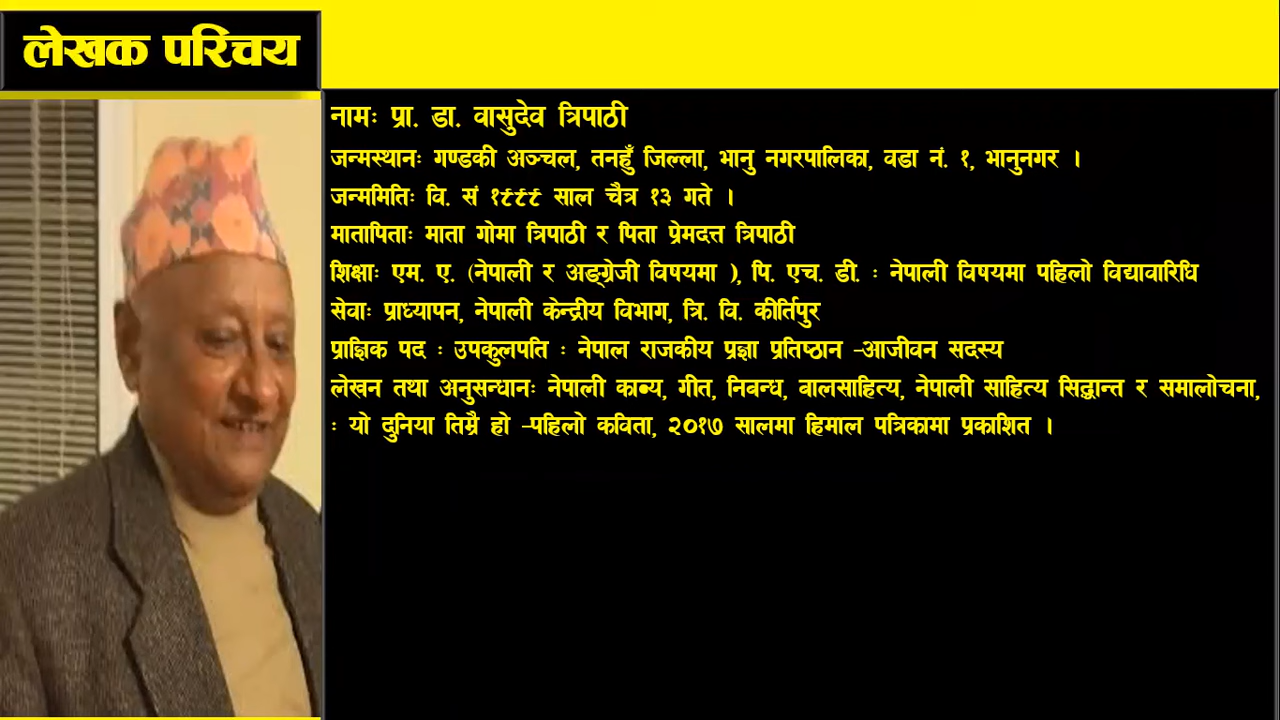 लेखक परिचय
नामः प्रा. डा. वासुदेव त्रिपाठी
जन्मस्थानः गण्डकी अञ्चल, तनहुँ जिल्ला, भानु नगरपालिका, वडा नं. १, भानुनगर ।
जन्ममितिः वि. सं १९९९ साल चैत्र १३ गते ।
मातापिताः माता गोमा त्रिपाठी र पिता प्रेमदत्त त्रिपाठी
शिक्षाः एम. ए. (नेपाली र अङ्ग्रेजी विषयमा ), पि. एच. डी. : नेपाली विषयमा पहिलो विद्यावारिधि
सेवाः प्राध्यापन, नेपाली केन्द्रीय विभाग, त्रि. वि. कीर्तिपुर
प्राज्ञिक पद : उपकुलपति : नेपाल राजकीय प्रज्ञा प्रतिष्ठान -आजीवन सदस्य
लेखन तथा अनुसन्धानः नेपाली काब्य, गीत, निबन्ध, बालसाहित्य, नेपाली साहित्य सिद्धान्त र समालोचना,
: यो दुनिया तिम्रै हो -पहिलो कविता, २०१७ सालमा हिमाल पत्रिकामा प्रकाशित ।